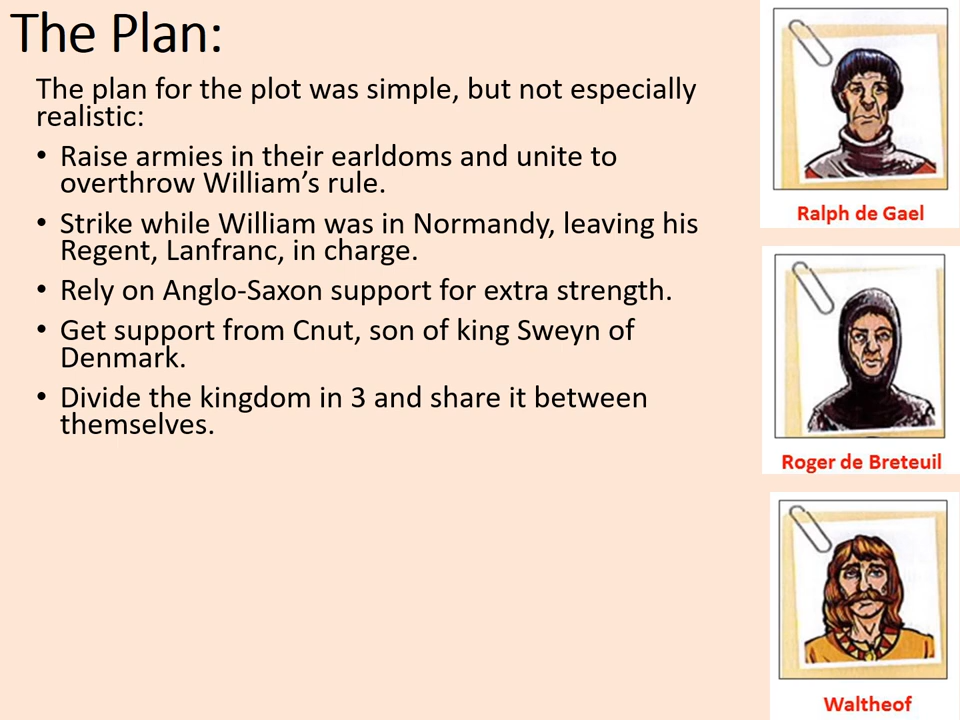 The Plan:
The plan for the plot was simple, but not especially
realistic:
• Raise armies in their earldoms and unite to
overthrow William’s rule.
• Strike while William was in Normandy, leaving his
Regent, Lanfranc, in charge.
• Rely on Anglo-Saxon support for extra strength.
• Get support from Cnut, son of king Sweyn of
Denmark.
• Divide the kingdom in 3 and share it between
themselves.
Ralph de Gael
Roger de Breteuil
Waltheof